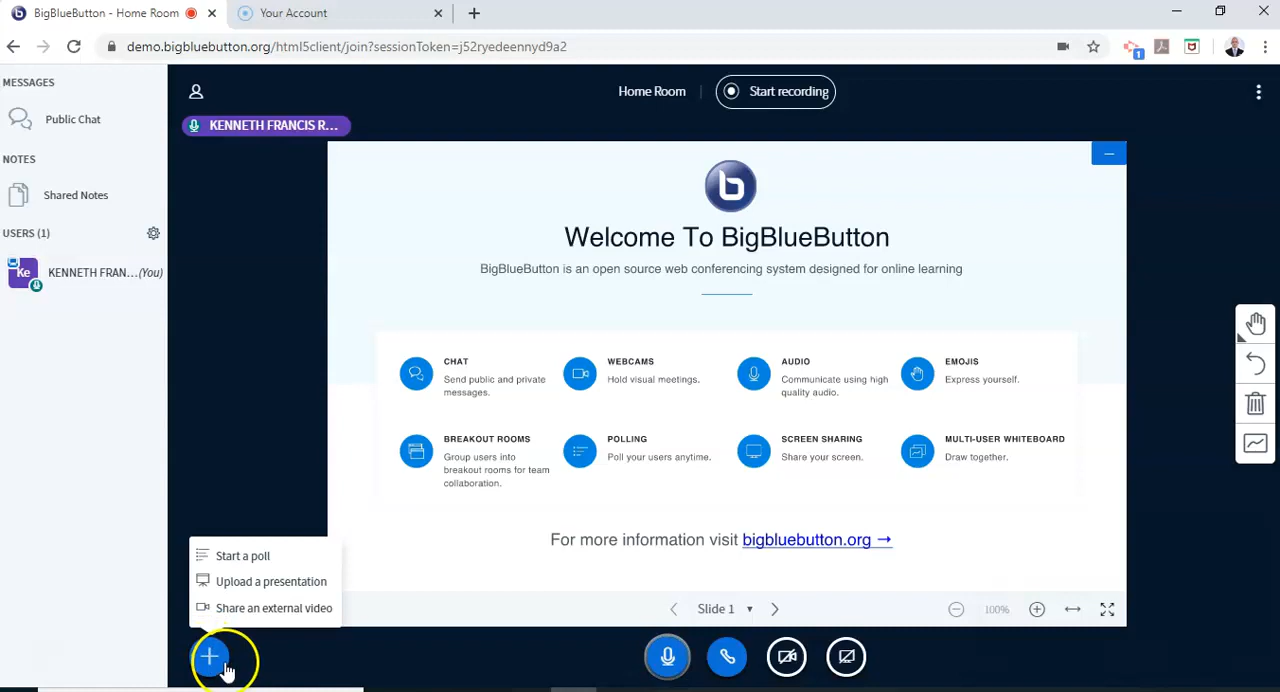 BigBlueButton - Home Room
Your Account
demo.bigbluebutton.org/html5client/join?sessionToken=j52ryedeennyd9a2
1
MESSAGES
Public Chat
NOTES
Shared Notes
USERS (1)
Ke
KENNETH FRAN... (You)
Home Room
Start recording
KENNETH FRANCIS R...
Welcome To BigBlueButton
BigBlueButton is an open source web conferencing system designed for online learning
CHAT
Send public and private
messages.
WEBCAMS
Hold visual meetings.
AUDIO
Communicate using high
quality audio.
EMOJIS
Express yourself.
BREAKOUT ROOMS
Group users into
breakout rooms for team
collaboration.
POLLING
Poll your users anytime.
SCREEN SHARING
Share your screen.
MULTI-USER WHITEBOARD
Draw together.
For more information visit bigbluebutton.org →
Start a poll
Upload a presentation
Share an external video
Slide 1
100%